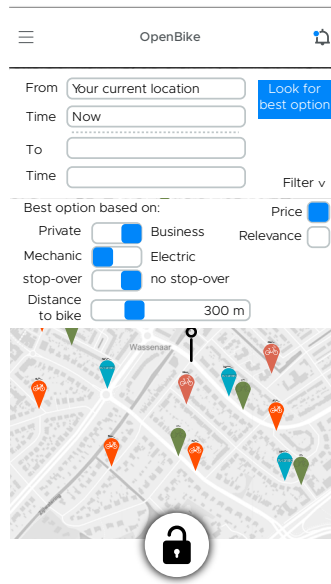 OpenBike
From Your current location
Look for
best option
Time Now
To
Time
Filter v
Best option based on:
Price
Private Business
Relevance
Mechanic Electric
stop-over no stop-over
Distance
to bike
300 m
Wassenaar